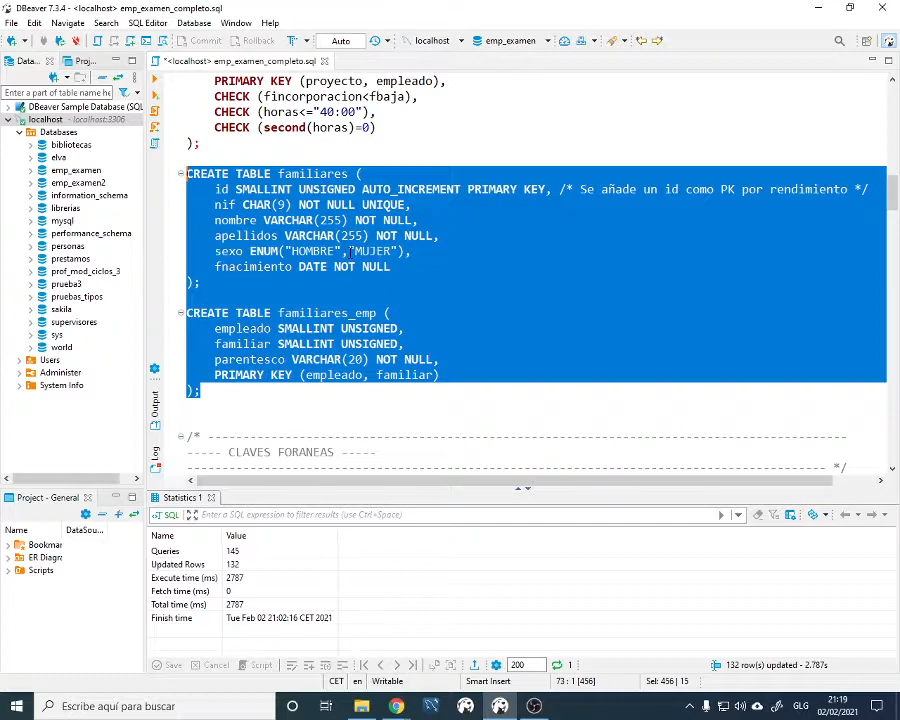 DBeaver 7.3.4 - <localhost> emp_examen_completo.sql
File Edit Navigate Search SQL Editor Database Window Help
Commit Rollback Auto localhost emp_examen
Data... Proj...
*<localhost> emp_examen_completo.sql
Enter a part of table name he
DBeaver Sample Database (SQL
localhost localhost:3306
Databases
bibliotecas
elva
emp_examen
emp_examen2
information_schema
librerias
mysql
performance_schema
personas
prestamos
prof_mod_ciclos_3
prueba3
pruebas_tipos
sakila
supervisores
sys
world
Users
Administer
System Info
PRIMARY KEY (proyecto, empleado),
CHECK (fincorporacion<fbaja),
CHECK (horas<="40:00"),
CHECK (second(horas)=0)
);
CREATE TABLE familiares (
id SMALLINT UNSIGNED AUTO_INCREMENT PRIMARY KEY, /* Se añade un id como PK por rendimiento */
nif CHAR(9) NOT NULL UNIQUE,
nombre VARCHAR(255) NOT NULL,
apellidos VARCHAR(255) NOT NULL,
sexo ENUM("HOMBRE","MUJER"),
fnacimiento DATE NOT NULL
);
CREATE TABLE familiares_emp (
empleado SMALLINT UNSIGNED,
familiar SMALLINT UNSIGNED,
parentesco VARCHAR(20) NOT NULL,
PRIMARY KEY (empleado, familiar)
);
/* -----------------------------------------------------------------------------------
----- CLAVES FORANEAS -----
----------------------------------------------------------------------------------- */
Output
Log
Project - General
Name DataSou...
Bookmar
ER Diagra
Scripts
Statistics 1
SQL Enter a SQL expression to filter results (use Ctrl+Space)
Name Value
Queries 145
Updated Rows 132
Execute time (ms) 2787
Fetch time (ms) 0
Total time (ms) 2787
Finish time Tue Feb 02 21:02:16 CET 2021
Save Cancel Script 200 1 132 row(s) updated - 2.787s
CET en Writable Smart Insert 73 : 1 [456] Sel: 456 | 15
Escribe aquí para buscar
GLG
21:19
02/02/2021